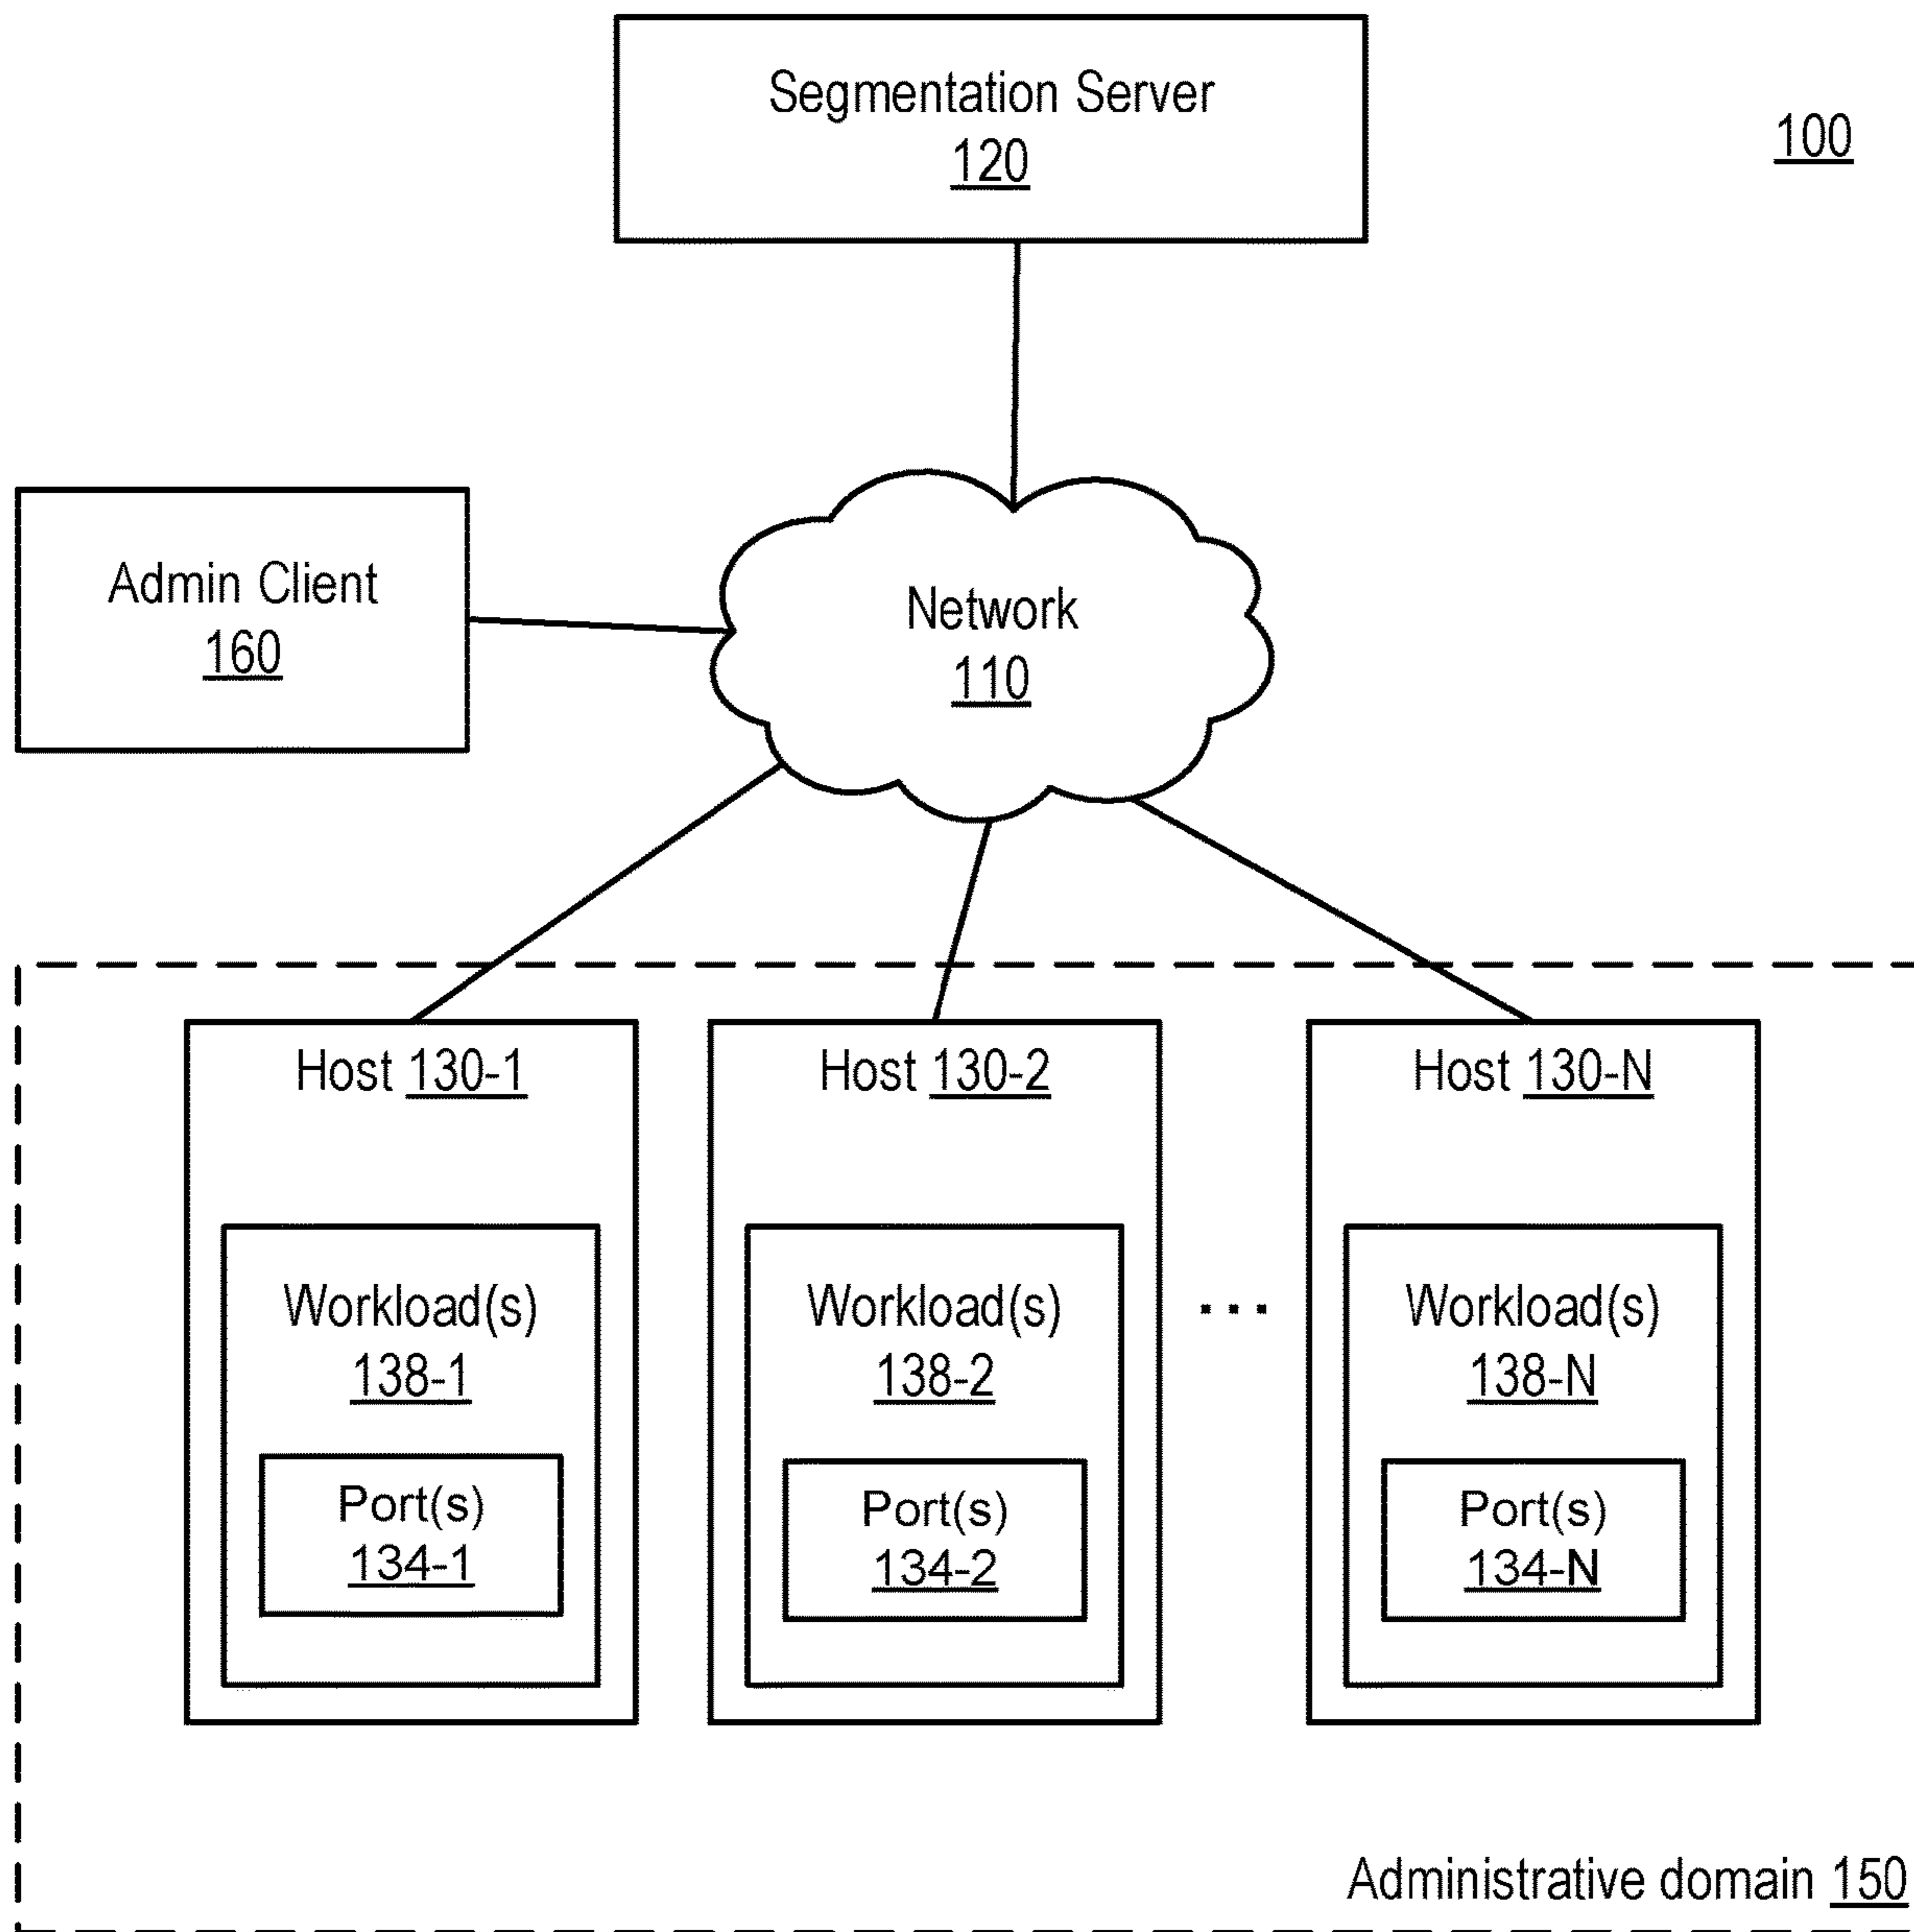 Segmentation Server
120
100
Admin Client
160
Network
110
Host 130-1
Host 130-2
Host 130-N
Workload(s)
138-1
Workload(s)
138-2
...
Workload(s)
138-N
Port(s)
134-1
Port(s)
134-2
Port(s)
134-N
Administrative domain 150